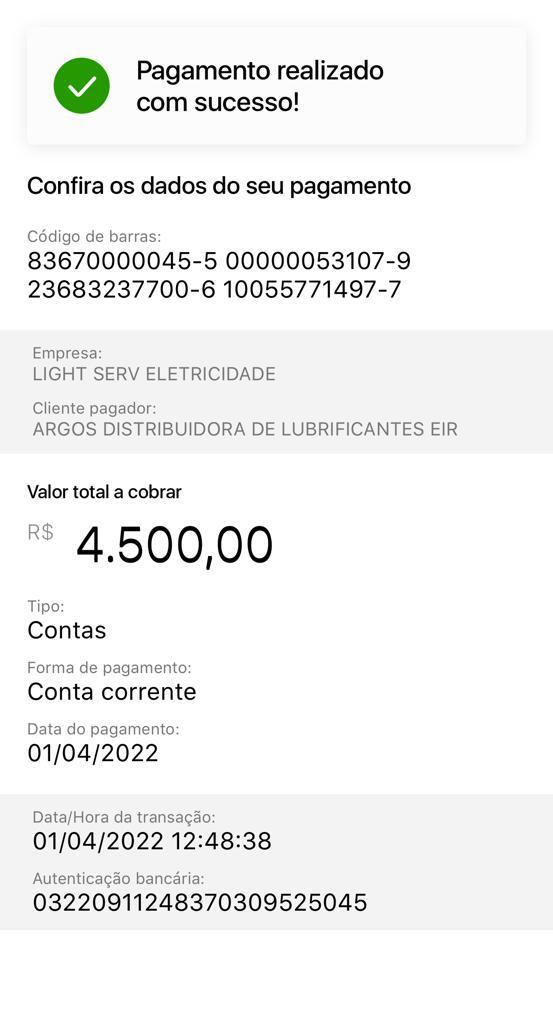 Pagamento realizado
com sucesso!
Confira os dados do seu pagamento
Código de barras:
83670000045-5 00000053107-9
23683237700-6 10055771497-7
Empresa:
LIGHT SERV ELETRICIDADE
Cliente pagador:
ARGOS DISTRIBUIDORA DE LUBRIFICANTES EIR
Valor total a cobrar
R$ 4.500,00
Tipo:
Contas
Forma de pagamento:
Conta corrente
Data do pagamento:
01/04/2022
Data/Hora da transação:
01/04/2022 12:48:38
Autenticação bancária:
03220911248370309525045